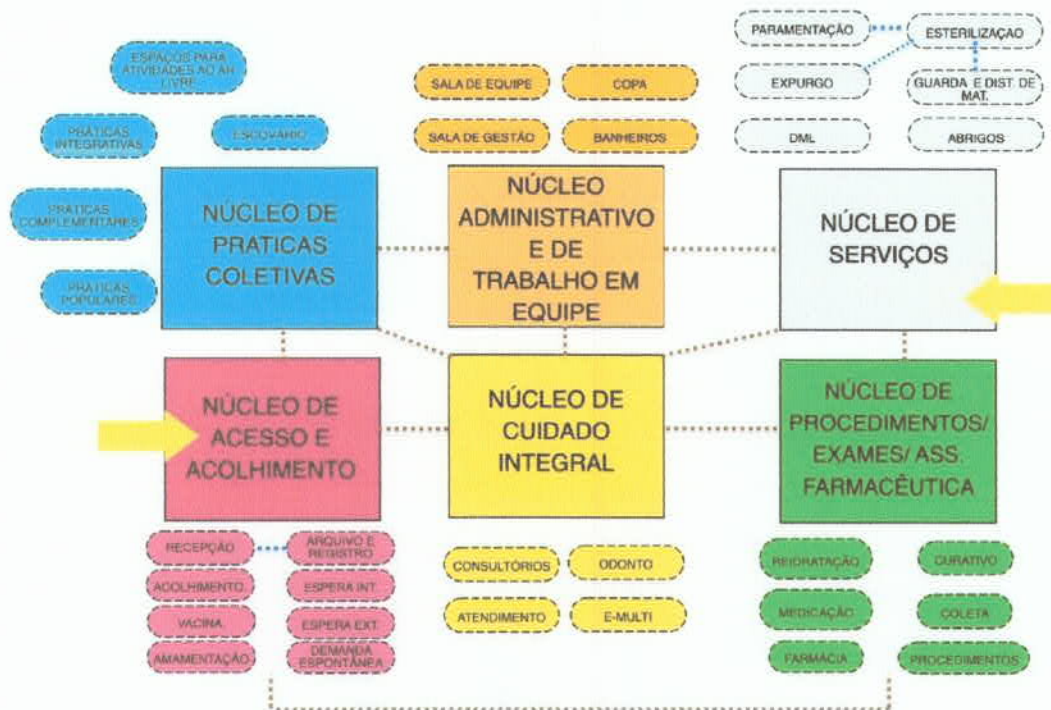 ESPAÇOS PARA
ATIVIDADES AO AR
LIVRE
PRÁTICAS
INTEGRATIVAS
ESCOVÁRIO
PRÁTICAS
COMPLEMENTARES
PRÁTICAS
POPULARES
NÚCLEO DE
PRATICAS
COLETIVAS
SALA DE EQUIPE
COPA
SALA DE GESTÃO
BANHEIROS
NÚCLEO
ADMINISTRATIVO
E DE
TRABALHO EM
EQUIPE
PARAMENTAÇÃO
ESTERILIZAÇAO
EXPURGO
GUARDA E DIST. DE
MAT.
DML
ABRIGOS
NÚCLEO DE
SERVIÇOS
NÚCLEO DE
ACESSO E
ACOLHIMENTO
RECEPÇÃO
ARQUIVO E
REGISTRO
ACOLHIMENTO
ESPERA INT.
VACINA
ESPERA EXT.
AMAMENTAÇÃO
DEMANDA
ESPONTÂNEA
NÚCLEO DE
CUIDADO
INTEGRAL
CONSULTÓRIOS
ODONTO
ATENDIMENTO
E-MULTI
NÚCLEO DE
PROCEDIMENTOS/
EXAMES/ ASS.
FARMACÊUTICA
REIDRATAÇÃO
CURATIVO
MEDICAÇÃO
COLETA
FARMÁCIA
PROCEDIMENTOS